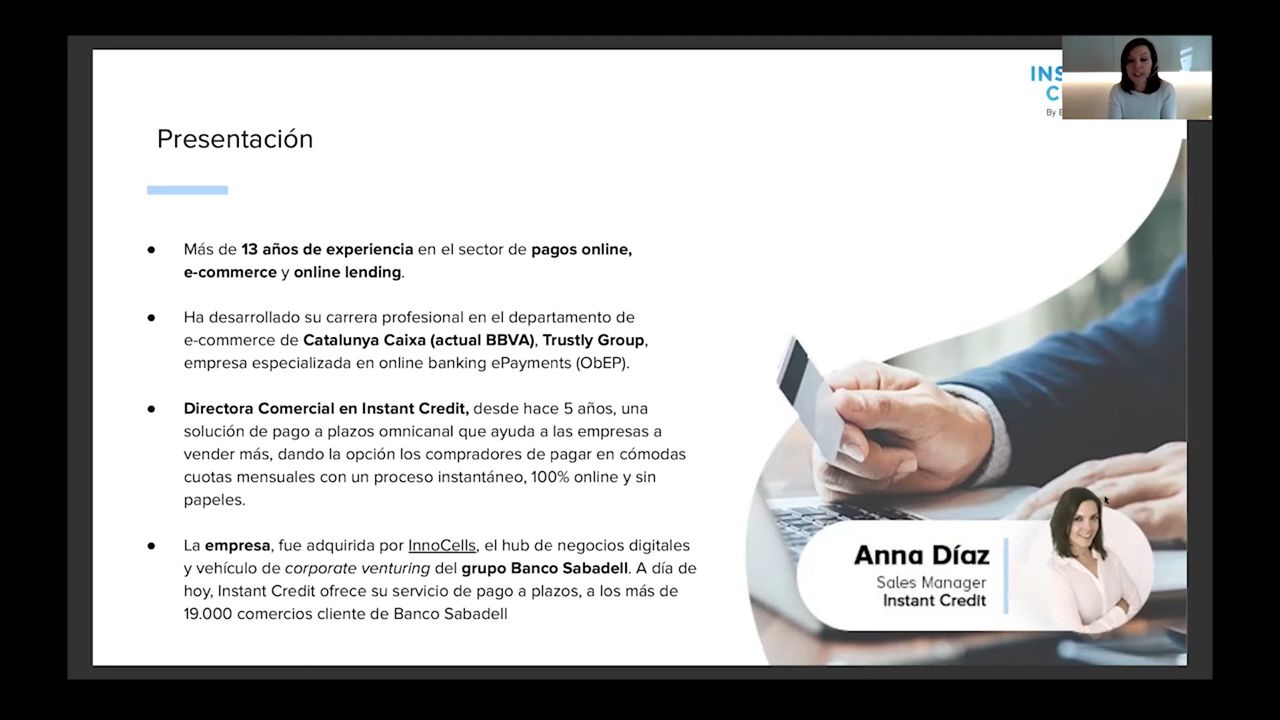 Presentación
● Más de 13 años de experiencia en el sector de pagos online,
e-commerce y online lending.
● Ha desarrollado su carrera profesional en el departamento de
e-commerce de Catalunya Caixa (actual BBVA), Trustly Group,
empresa especializada en online banking ePayments (ObEP).
● Directora Comercial en Instant Credit, desde hace 5 años, una
solución de pago a plazos omnicanal que ayuda a las empresas a
vender más, dando la opción los compradores de pagar en cómodas
cuotas mensuales con un proceso instantáneo, 100% online y sin
papeles.
● La empresa, fue adquirida por InnoCells, el hub de negocios digitales
y vehículo de corporate venturing del grupo Banco Sabadell. A día de
hoy, Instant Credit ofrece su servicio de pago a plazos, a los más de
19.000 comercios cliente de Banco Sabadell
Anna Díaz
Sales Manager
Instant Credit
By